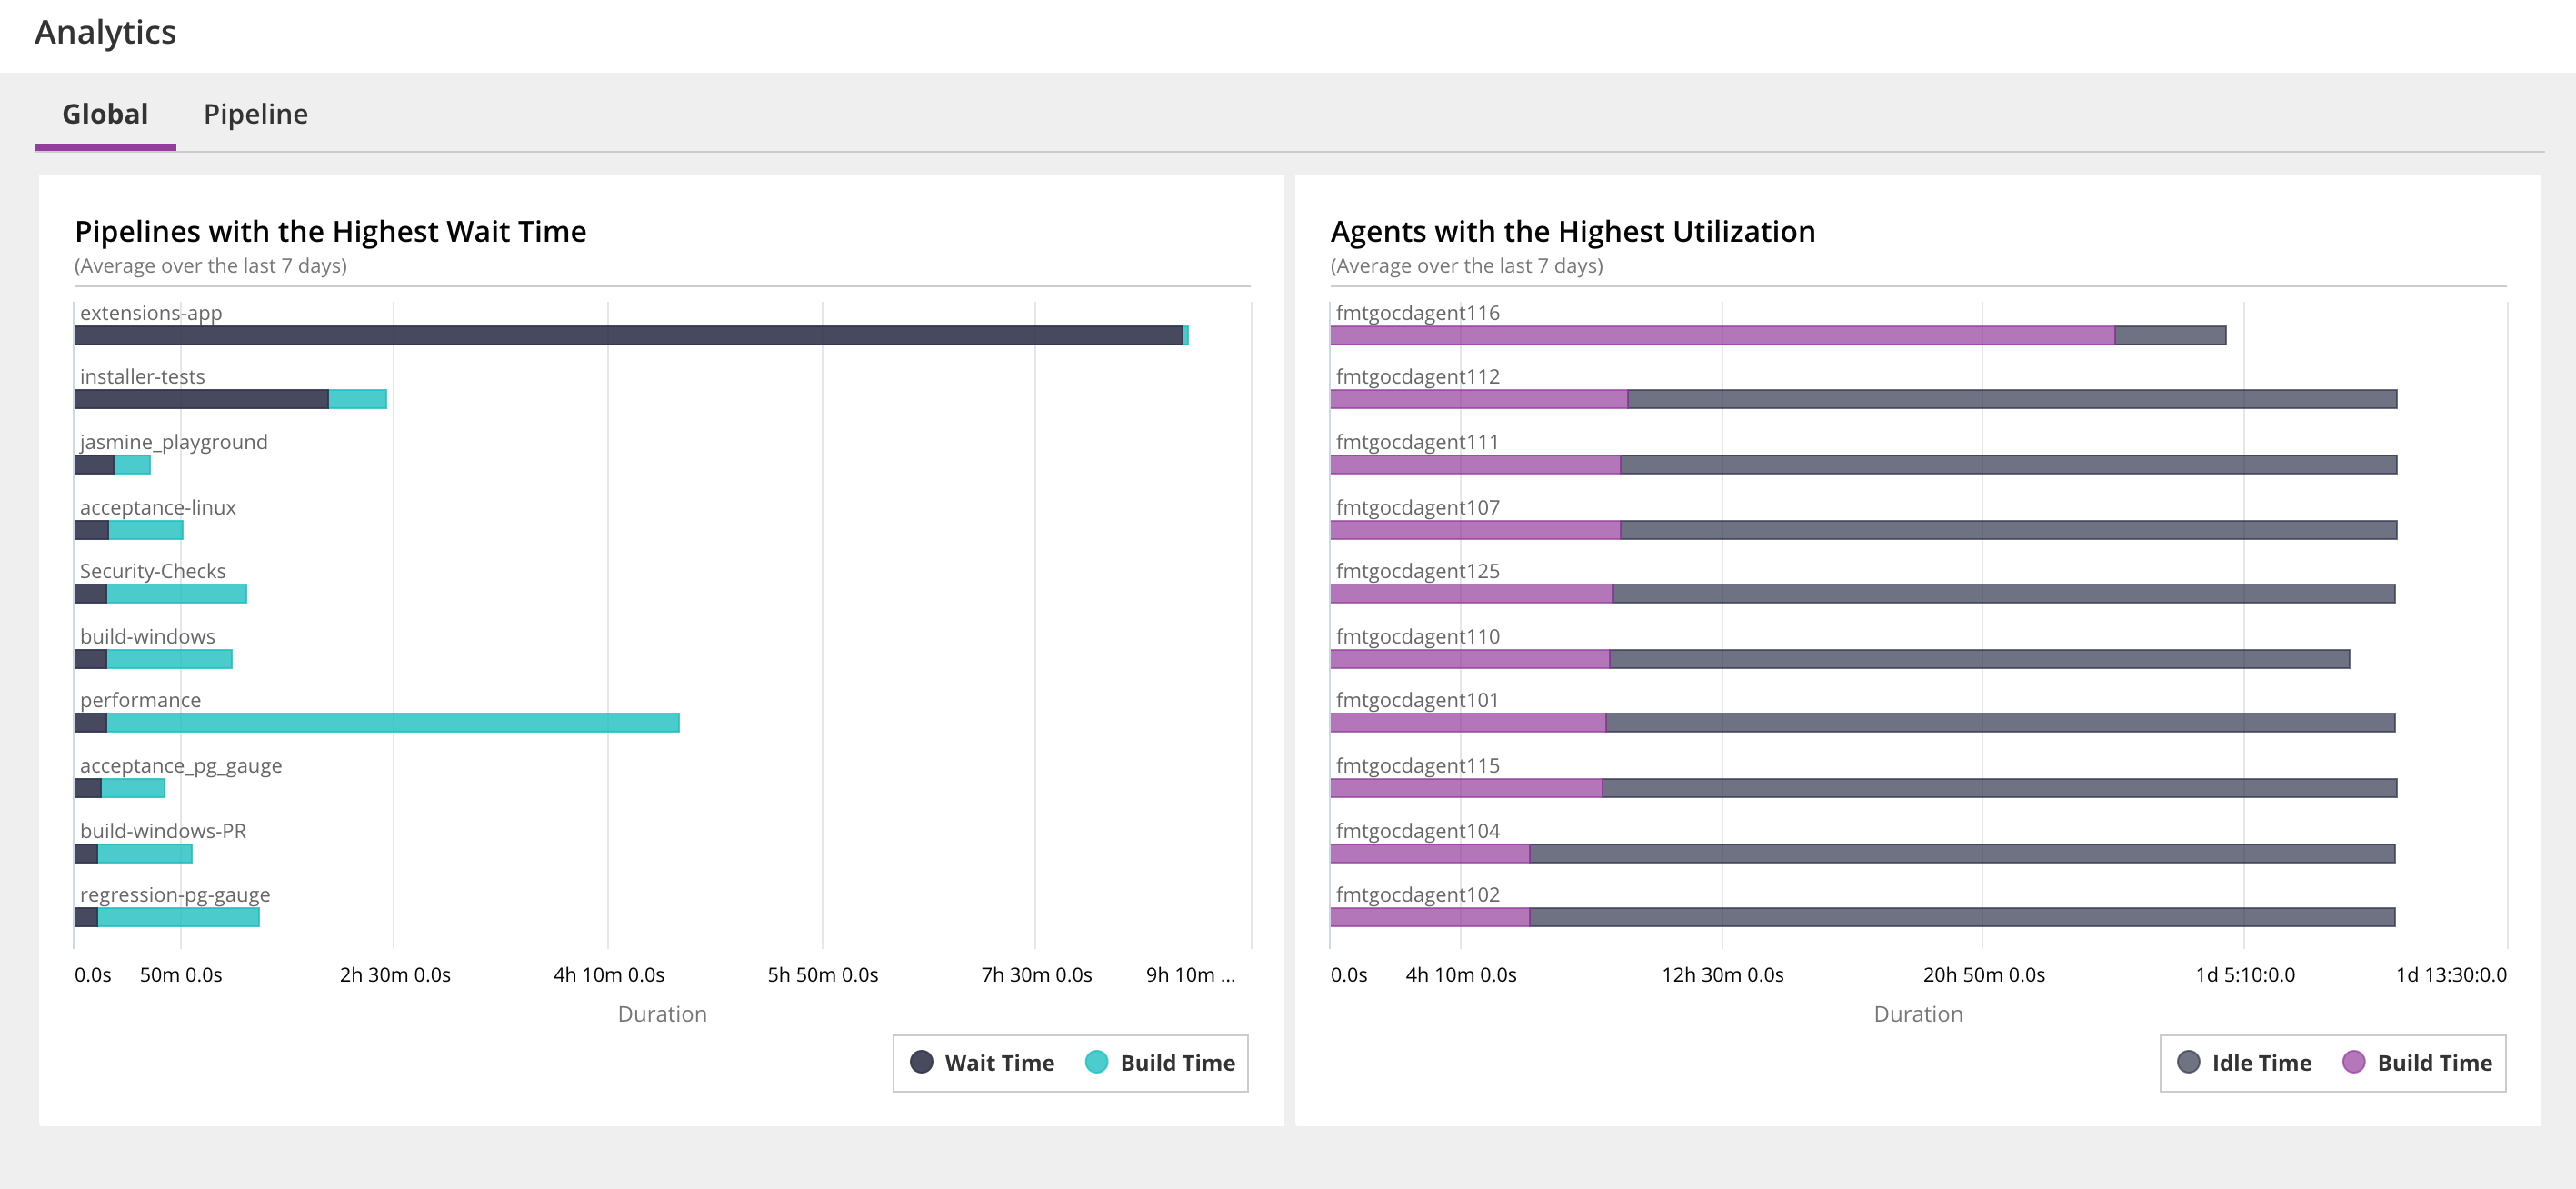 Analytics
Global Pipeline
Pipelines with the Highest Wait Time
(Average over the last 7 days)
extensions-app
installer-tests
jasmine_playground
acceptance-linux
Security-Checks
build-windows
performance
acceptance_pg_gauge
build-windows-PR
regression-pg-gauge
0.0s 50m 0.0s 2h 30m 0.0s 4h 10m 0.0s 5h 50m 0.0s 7h 30m 0.0s 9h 10m ...
Duration
Wait Time Build Time
Agents with the Highest Utilization
(Average over the last 7 days)
fmtgocdagent116
fmtgocdagent112
fmtgocdagent111
fmtgocdagent107
fmtgocdagent125
fmtgocdagent110
fmtgocdagent101
fmtgocdagent115
fmtgocdagent104
fmtgocdagent102
0.0s 4h 10m 0.0s 12h 30m 0.0s 20h 50m 0.0s 1d 5:10:0.0 1d 13:30:0.0
Duration
Idle Time Build Time